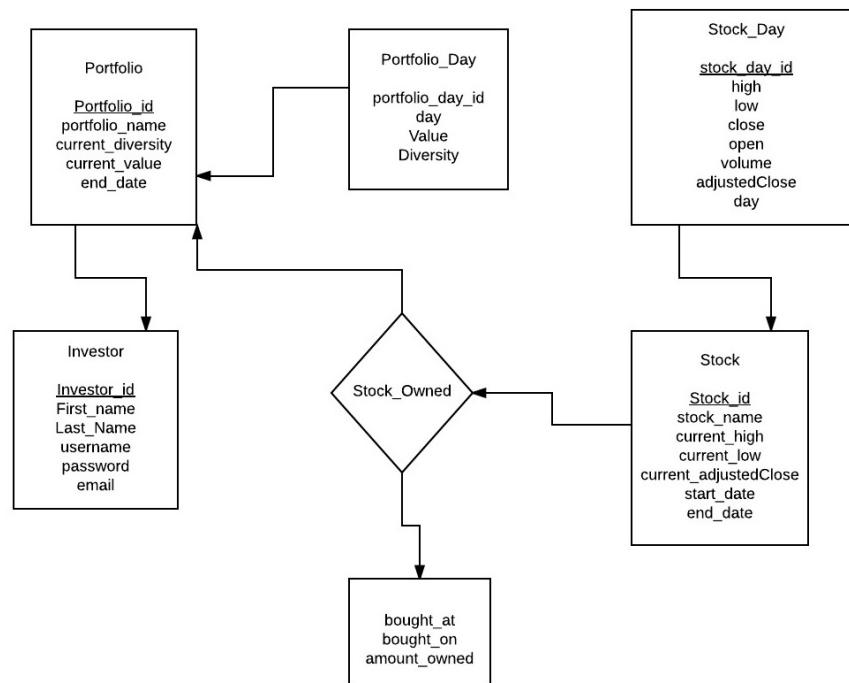 Portfolio
Portfolio_id
portfolio_name
current_diversity
current_value
end_date
Portfolio_Day
portfolio_day_id
day
Value
Diversity
Stock_Day
stock_day_id
high
low
close
open
volume
adjustedClose
day
Investor
Investor_id
First_name
Last_Name
username
password
email
Stock_Owned
Stock
Stock_id
stock_name
current_high
current_low
current_adjustedClose
start_date
end_date
bought_at
bought_on
amount_owned